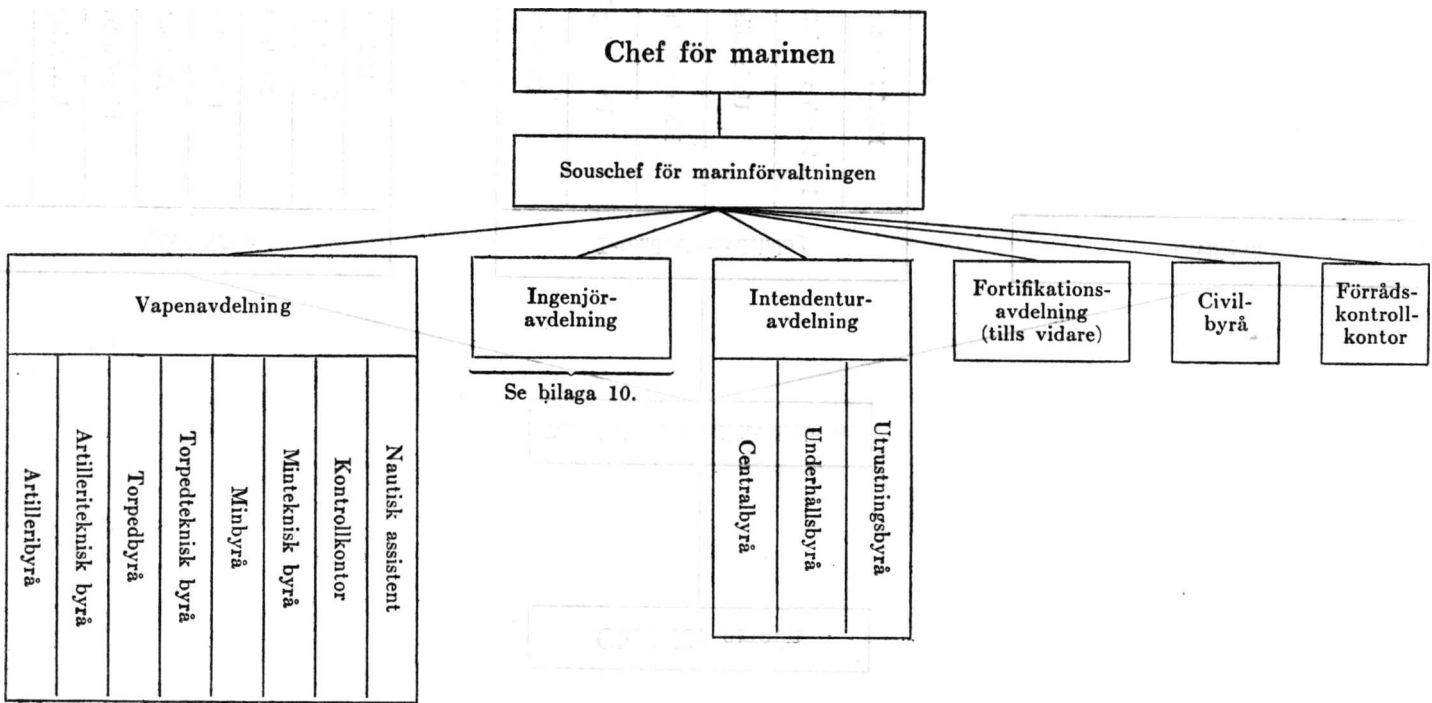 Chef för marinen
Souschef för marinförvaltningen
Vapenavdelning
Ingenjör-
avdelning
Intendentur-
avdelning
Fortifikations-
avdelning
(tills vidare)
Civil-
byrå
Förråds-
kontroll-
kontor
Se bilaga 10.
Artilleribyrå
Artilleriteknisk byrå
Torpedbyrå
Torpedteknisk byrå
Minbyrå
Minteknisk byrå
Kontrollkontor
Nautisk assistent
Centralbyrå
Underhållsbyrå
Utrustningsbyrå